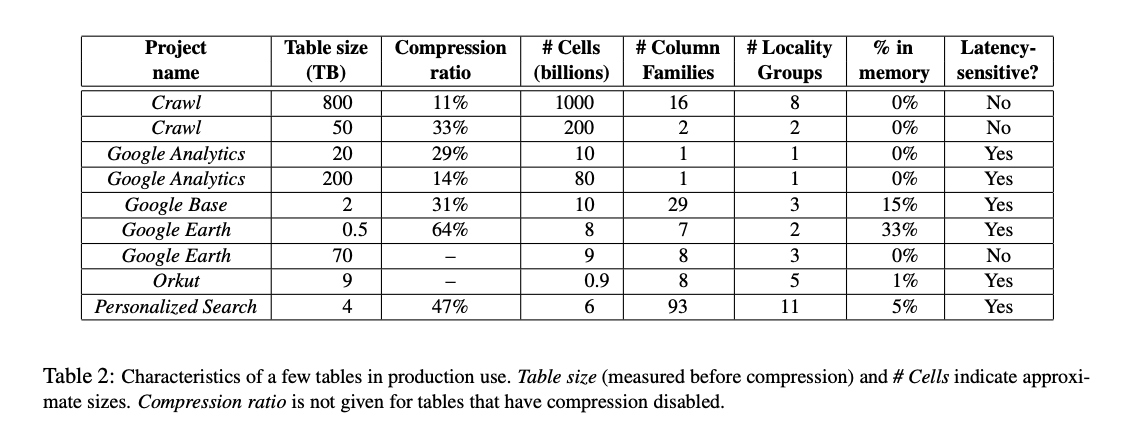 Project name | Table size (TB) | Compression ratio | # Cells (billions) | # Column Families | # Locality Groups | % in memory | Latency-sensitive?
Crawl | 800 | 11% | 1000 | 16 | 8 | 0% | No
Crawl | 50 | 33% | 200 | 2 | 2 | 0% | No
Google Analytics | 20 | 29% | 10 | 1 | 1 | 0% | Yes
Google Analytics | 200 | 14% | 80 | 1 | 1 | 0% | Yes
Google Base | 2 | 31% | 10 | 29 | 3 | 15% | Yes
Google Earth | 0.5 | 64% | 8 | 7 | 2 | 33% | Yes
Google Earth | 70 | – | 9 | 8 | 3 | 0% | No
Orkut | 9 | – | 0.9 | 8 | 5 | 1% | Yes
Personalized Search | 4 | 47% | 6 | 93 | 11 | 5% | Yes
Table 2: Characteristics of a few tables in production use. Table size (measured before compression) and # Cells indicate approxi-
mate sizes. Compression ratio is not given for tables that have compression disabled.